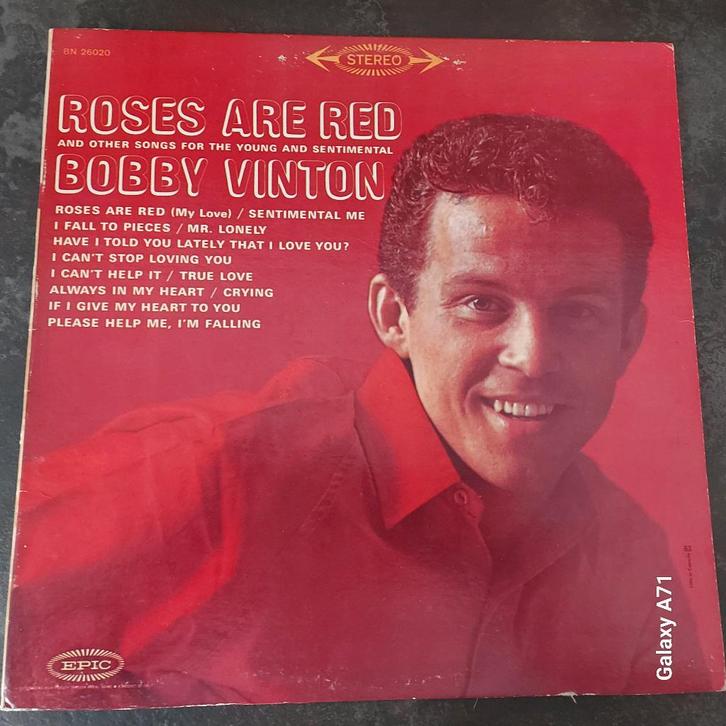 BN 26020
STEREO
ROSES ARE RED
AND OTHER SONGS FOR THE YOUNG AND SENTIMENTAL
BOBBY VINTON
ROSES ARE RED (My Love) / SENTIMENTAL ME
I FALL TO PIECES / MR. LONELY
HAVE I TOLD YOU LATELY THAT I LOVE YOU?
I CAN'T STOP LOVING YOU
I CAN'T HELP IT / TRUE LOVE
ALWAYS IN MY HEART / CRYING
IF I GIVE MY HEART TO YOU
PLEASE HELP ME, I'M FALLING
EPIC
Galaxy A71